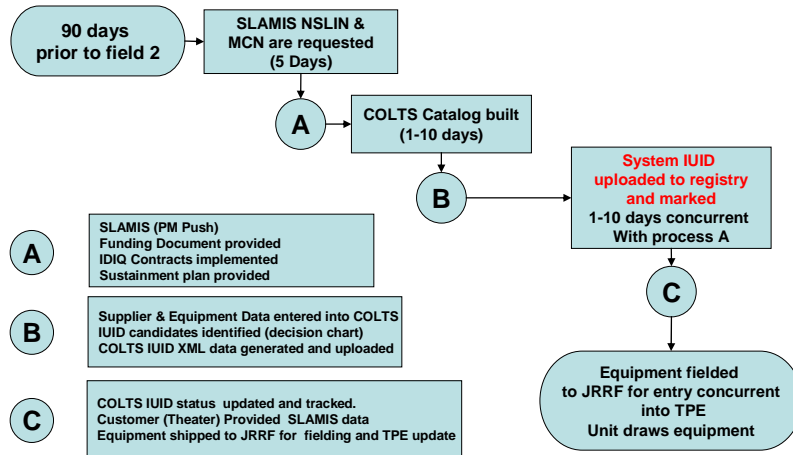 90 days
prior to field 2
SLAMIS NSLIN &
MCN are requested
(5 Days)
A
COLTS Catalog built
(1-10 days)
B
System IUID
uploaded to registry
and marked
1-10 days concurrent
With process A
C
Equipment fielded
to JRRF for entry concurrent
into TPE
Unit draws equipment
A
SLAMIS (PM Push)
Funding Document provided
IDIQ Contracts implemented
Sustainment plan provided
B
Supplier & Equipment Data entered into COLTS
IUID candidates identified (decision chart)
COLTS IUID XML data generated and uploaded
C
COLTS IUID status updated and tracked.
Customer (Theater) Provided SLAMIS data
Equipment shipped to JRRF for fielding and TPE update